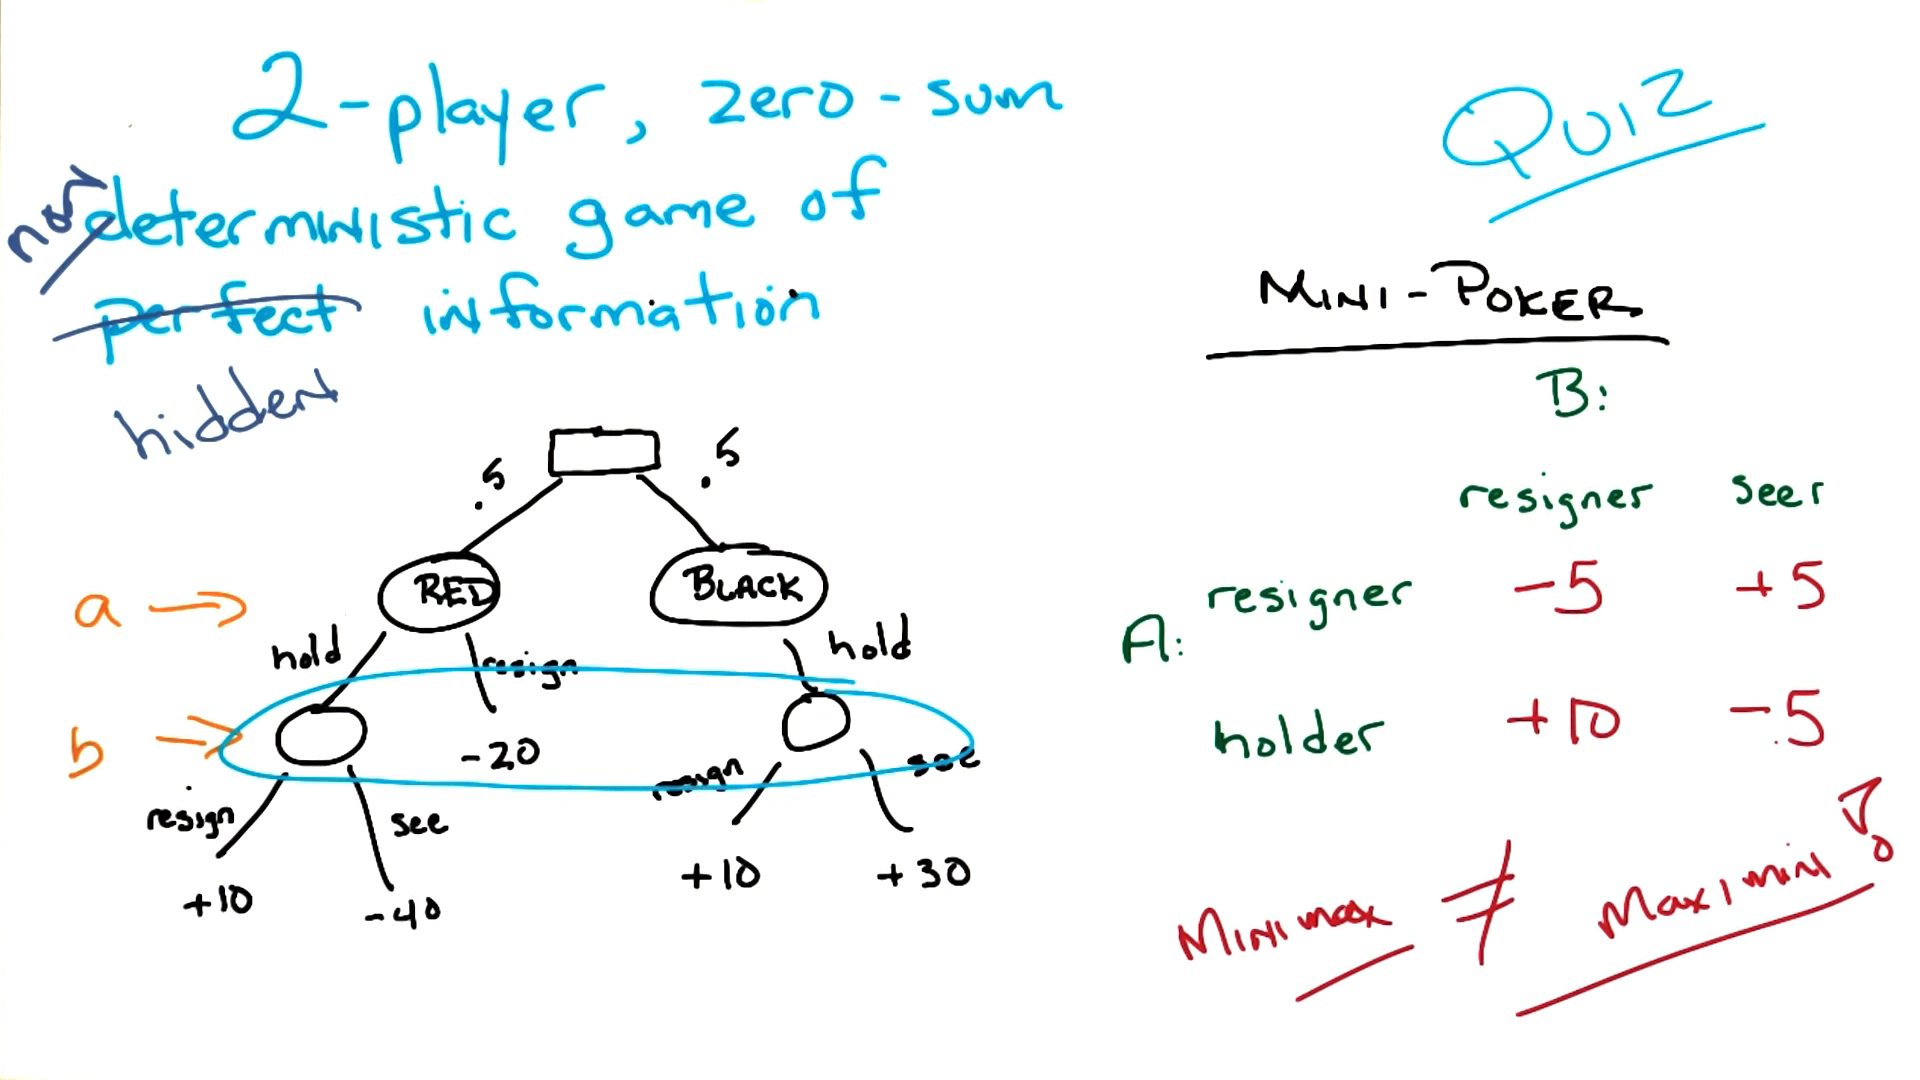 2-player, zero-sum
non deterministic game of
perfect information
hidden
Quiz
MINI-POKER
B:
resigner seer
A: resigner -5 +5
holder +10 -5
Minimax ≠ Maximini !
.5 .5
a → RED BLACK
hold resign hold
b ⇒ -20
resign see resign see
+10 -40 +10 +30